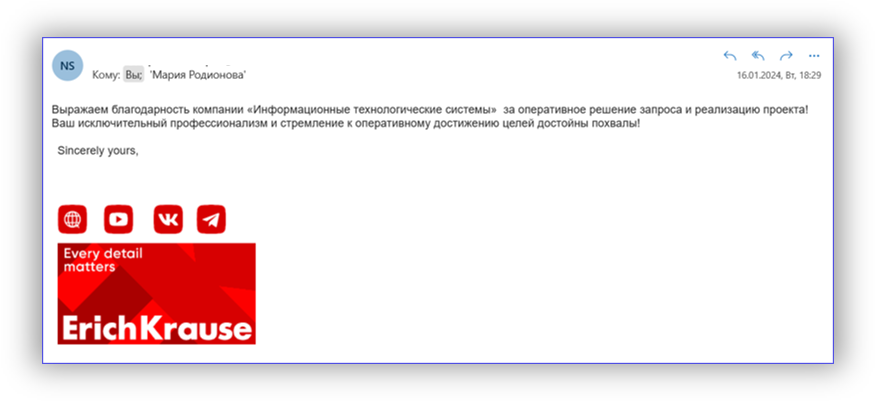 NS
Кому: Вы; 'Мария Родионова'
16.01.2024, Вт, 18:29
Выражаем благодарность компании «Информационные технологические системы» за оперативное решение запроса и реализацию проекта!
Ваш исключительный профессионализм и стремление к оперативному достижению целей достойны похвалы!
Sincerely yours,
Every detail
matters
ErichKrause